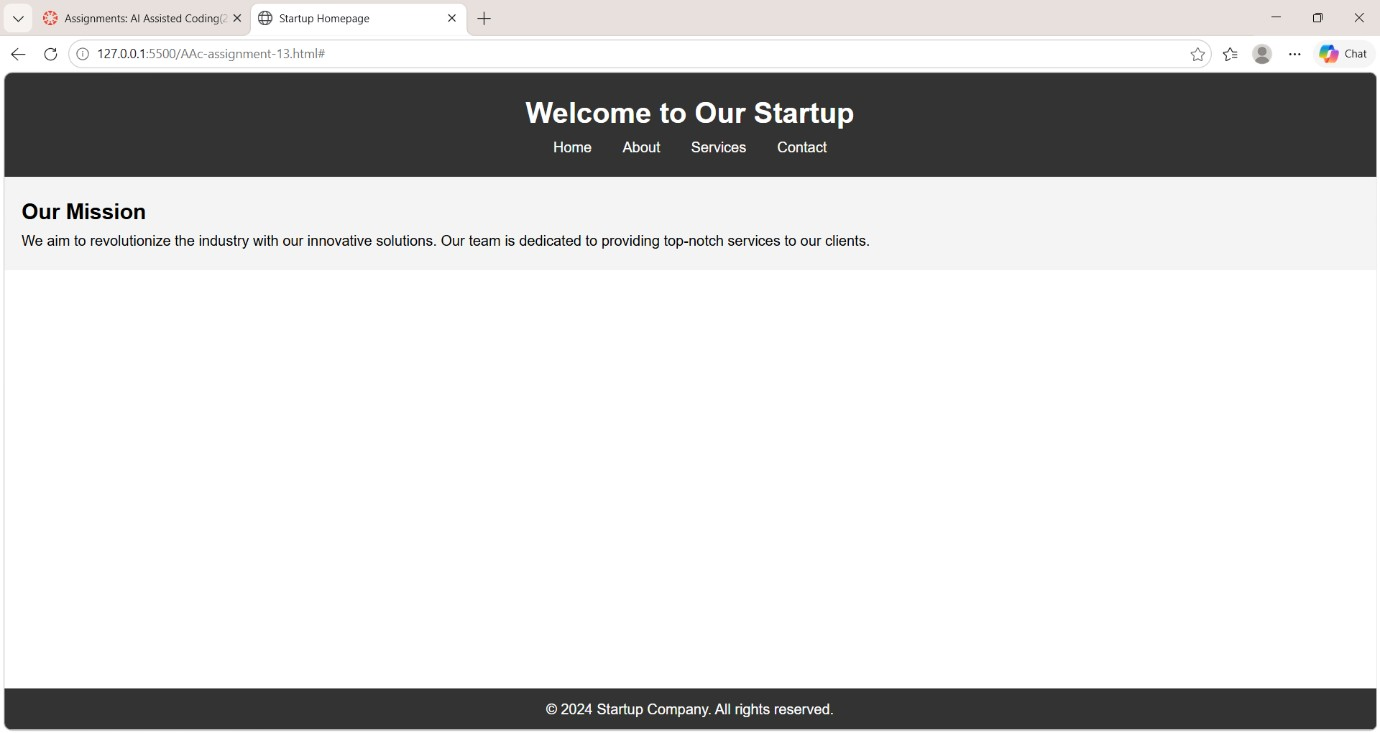 Assignments: AI Assisted Coding(2
Startup Homepage
127.0.0.1:5500/AAc-assignment-13.html#
Chat
Welcome to Our Startup
Home About Services Contact
Our Mission
We aim to revolutionize the industry with our innovative solutions. Our team is dedicated to providing top-notch services to our clients.
© 2024 Startup Company. All rights reserved.